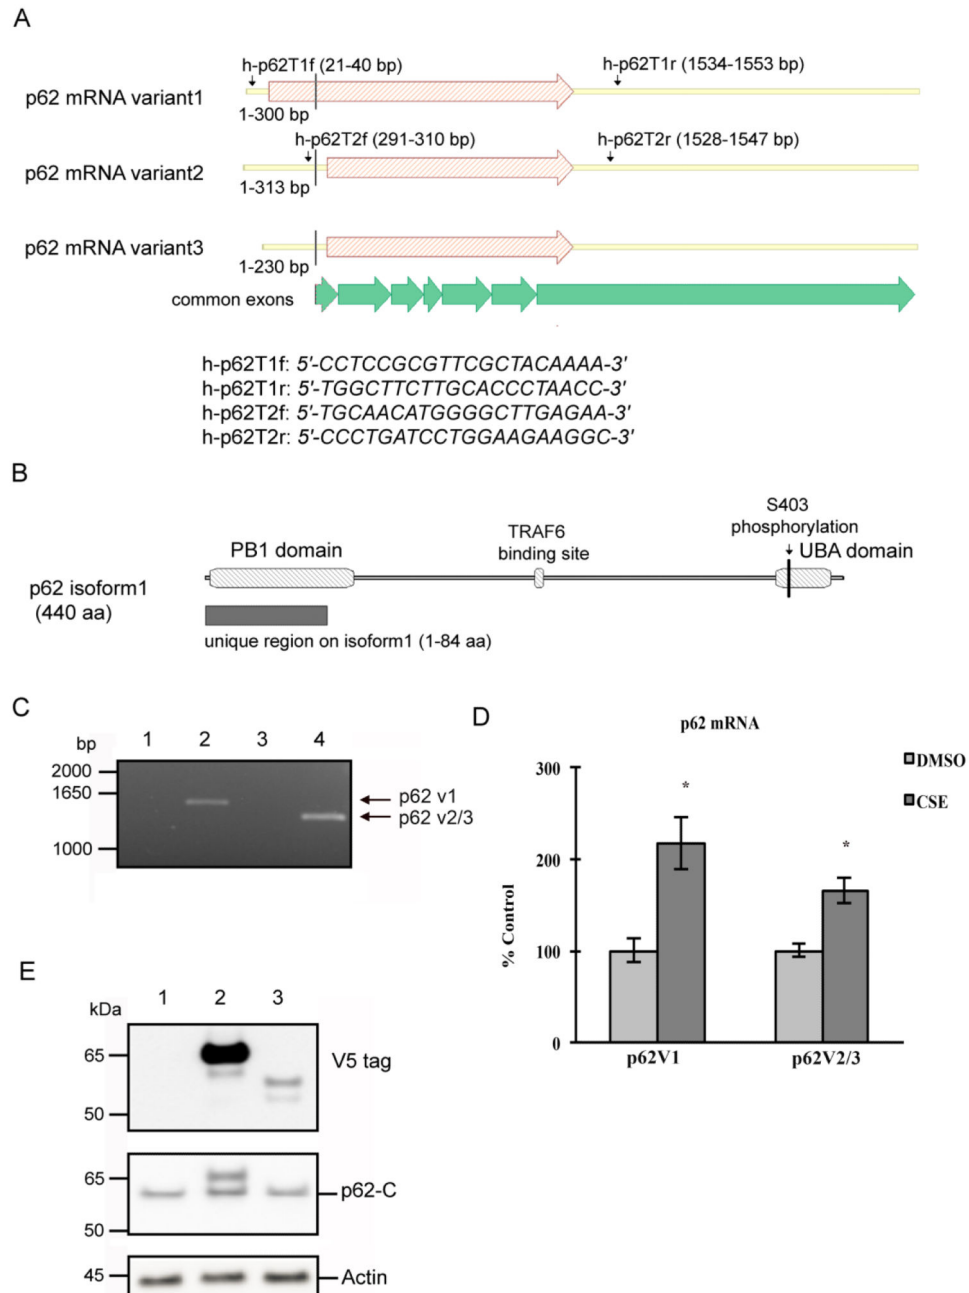 A
h-p62T1f (21-40 bp)
h-p62T1r (1534-1553 bp)
p62 mRNA variant1
1-300 bp
h-p62T2f (291-310 bp)
h-p62T2r (1528-1547 bp)
p62 mRNA variant2
1-313 bp
p62 mRNA variant3
1-230 bp
common exons
h-p62T1f: 5'-CCTCCGCGTTCGCTACAAAA-3'
h-p62T1r: 5'-TGGCTTCTTGCACCCTAACC-3'
h-p62T2f: 5'-TGCAACATGGGGCTTGAGAA-3'
h-p62T2r: 5'-CCCTGATCCTGGAAGAAGGC-3'
B
S403
phosphorylation
TRAF6
binding site
PB1 domain
UBA domain
p62 isoform1
(440 aa)
unique region on isoform1 (1-84 aa)
C
bp
1 2 3 4
2000
1650
1000
p62 v1
p62 v2/3
D
p62 mRNA
DMSO
CSE
% Control
300
200
100
0
*
*
p62V1
p62V2/3
E
kDa
1 2 3
65
50
V5 tag
65
50
p62-C
45
Actin